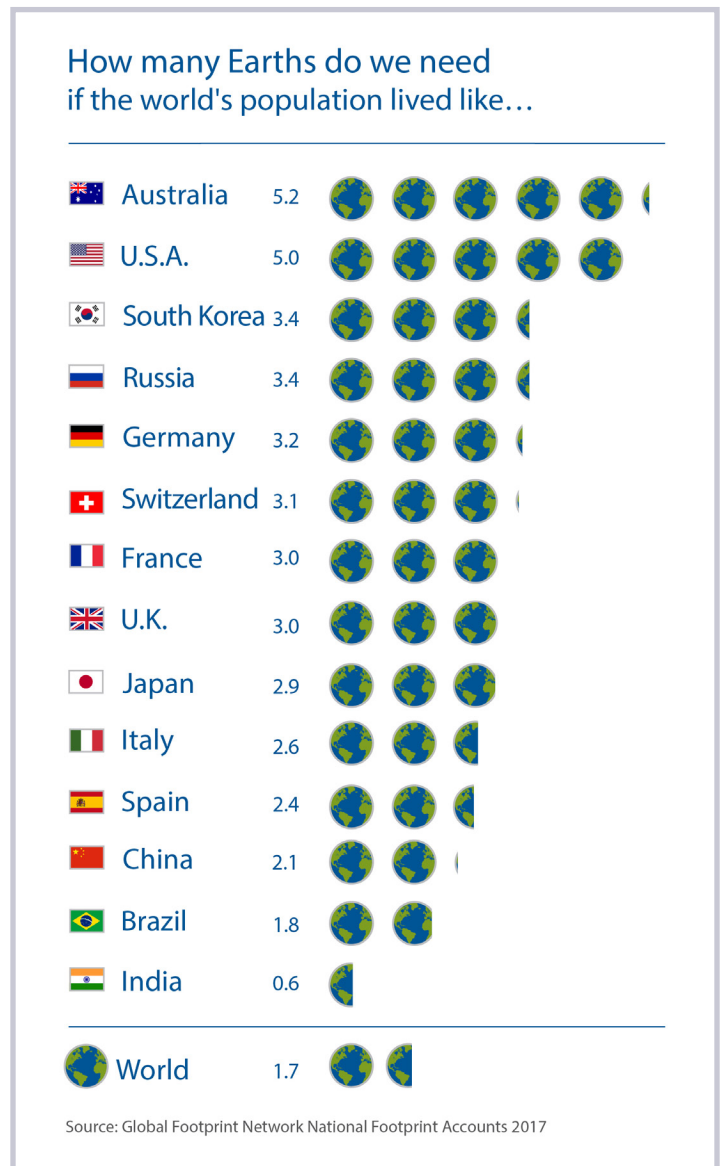 How many Earths do we need
if the world's population lived like…
Australia 5.2
U.S.A. 5.0
South Korea 3.4
Russia 3.4
Germany 3.2
Switzerland 3.1
France 3.0
U.K. 3.0
Japan 2.9
Italy 2.6
Spain 2.4
China 2.1
Brazil 1.8
India 0.6
World 1.7
Source: Global Footprint Network National Footprint Accounts 2017